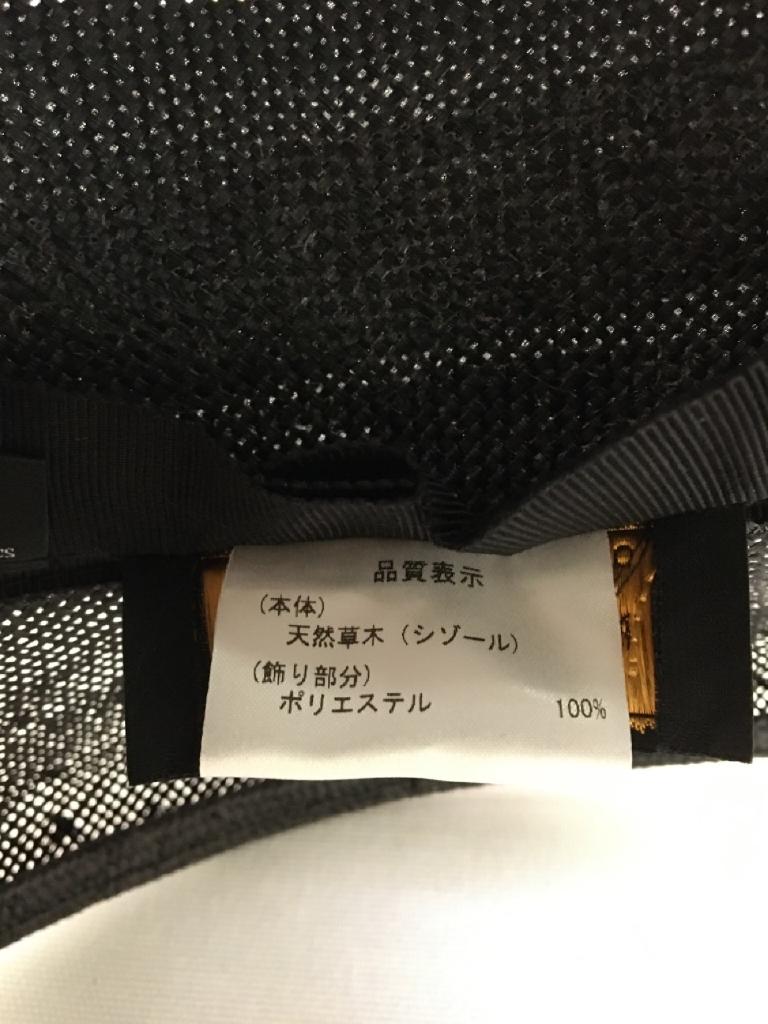 品質表示
（本体）
天然草木（シゾール）
（飾り部分）
ポリエステル 100%